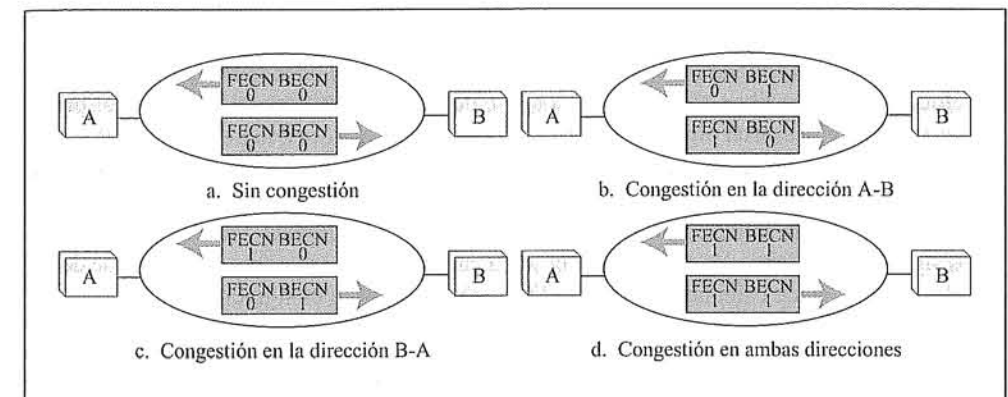 FECN BECN
0 0
FECN BECN
0 0
A
B
a. Sin congestión
FECN BECN
0 1
FECN BECN
1 0
A
B
b. Congestión en la dirección A-B
FECN BECN
1 0
FECN BECN
0 1
A
B
c. Congestión en la dirección B-A
FECN BECN
1 1
FECN BECN
1 1
A
B
d. Congestión en ambas direcciones